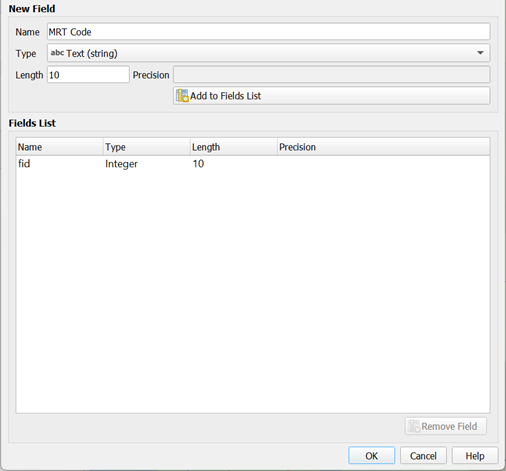 New Field
Name MRT Code
Type abc Text (string)
Length 10 Precision
Add to Fields List
Fields List
Name Type Length Precision
fid Integer 10
Remove Field
OK Cancel Help